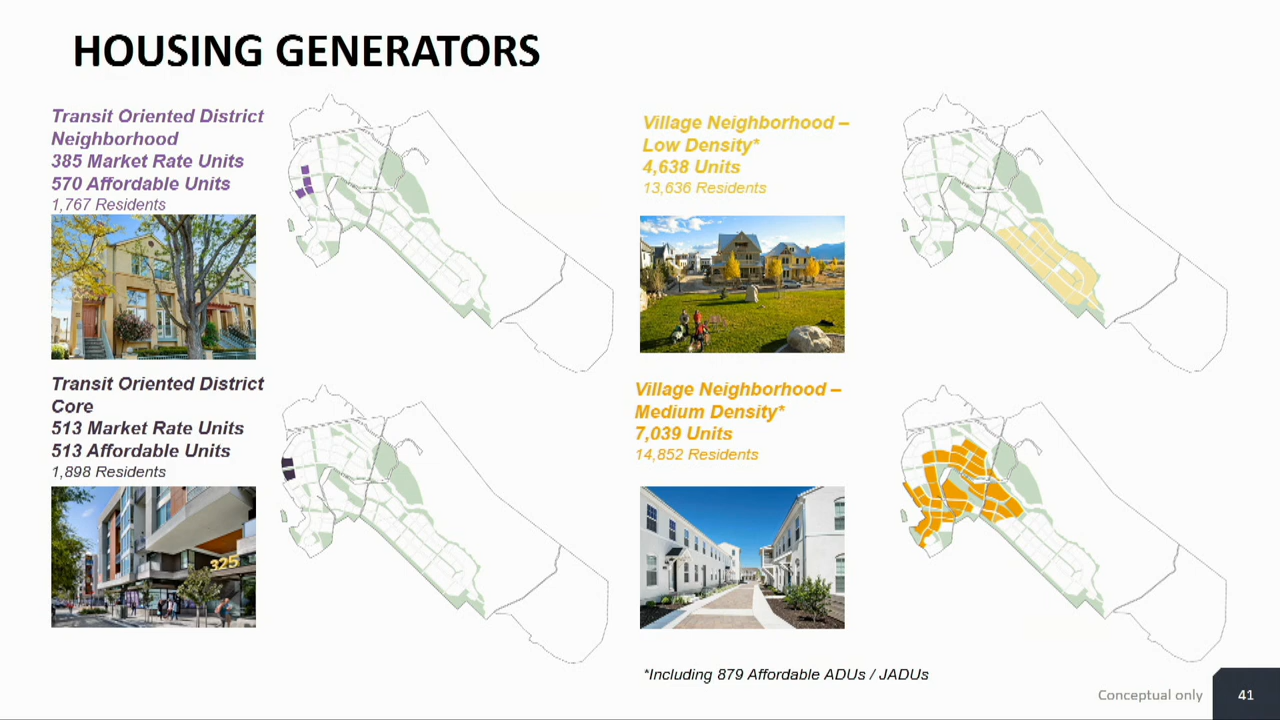 HOUSING GENERATORS
Transit Oriented District
Neighborhood
385 Market Rate Units
570 Affordable Units
1,767 Residents
Transit Oriented District
Core
513 Market Rate Units
513 Affordable Units
1,898 Residents
325
Village Neighborhood –
Low Density*
4,638 Units
13,636 Residents
Village Neighborhood –
Medium Density*
7,039 Units
14,852 Residents
*Including 879 Affordable ADUs / JADUs
Conceptual only
41